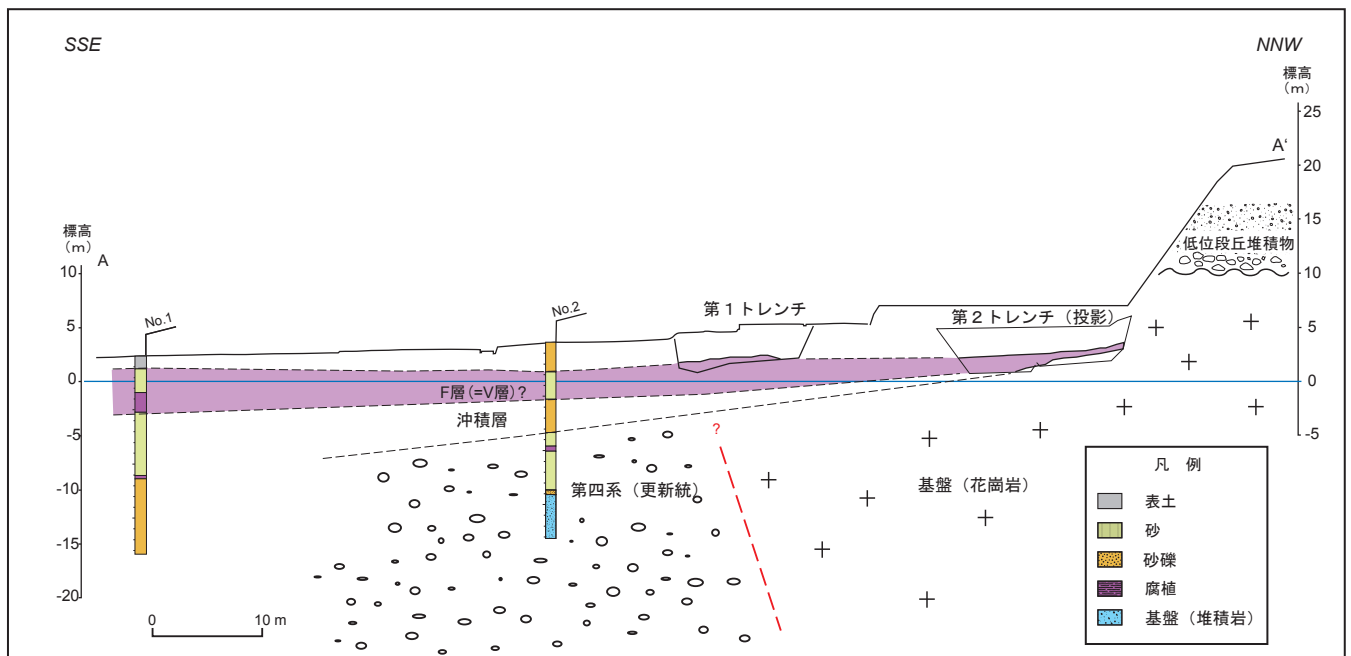 SSE
NNW
標高
(m)
25
A'
20
低位段丘堆積物
15
10
5
0
-5
標高
(m)
A
10
5
0
-5
-10
-15
-20
No.1
No.2
第1トレンチ
第2トレンチ(投影)
F層(=V層)?
沖積層
?
第四系(更新統)
基盤(花崗岩)
0
10 m
凡 例
表土
砂
砂礫
腐植
基盤(堆積岩)